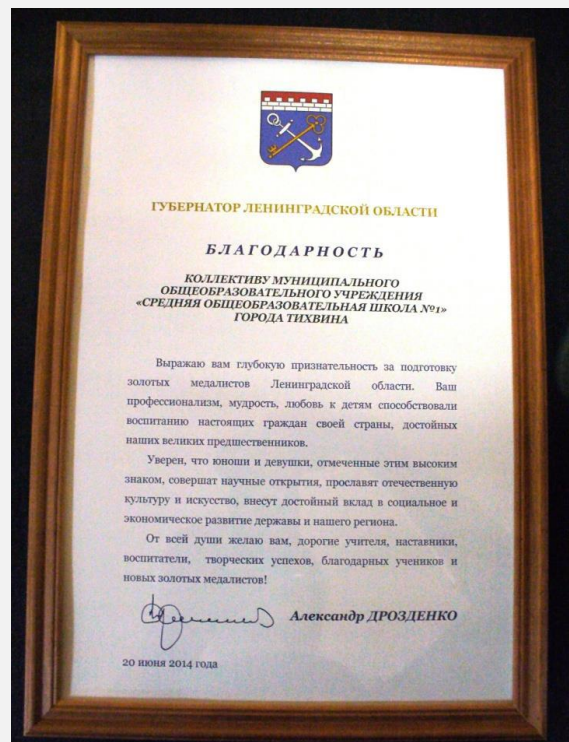 ГУБЕРНАТОР ЛЕНИНГРАДСКОЙ ОБЛАСТИ
БЛАГОДАРНОСТЬ
КОЛЛЕКТИВУ МУНИЦИПАЛЬНОГО
ОБЩЕОБРАЗОВАТЕЛЬНОГО УЧРЕЖДЕНИЯ
«СРЕДНЯЯ ОБЩЕОБРАЗОВАТЕЛЬНАЯ ШКОЛА №1»
ГОРОДА ТИХВИНА
Выражаю вам глубокую признательность за подготовку
золотых медалистов Ленинградской области. Ваш
профессионализм, мудрость, любовь к детям способствовали
воспитанию настоящих граждан своей страны, достойных
наших великих предшественников.
Уверен, что юноши и девушки, отмеченные этим высоким
знаком, совершат научные открытия, прославят отечественную
культуру и искусство, внесут достойный вклад в социальное и
экономическое развитие державы и нашего региона.
От всей души желаю вам, дорогие учителя, наставники,
воспитатели, творческих успехов, благодарных учеников и
новых золотых медалистов!
Александр ДРОЗДЕНКО
20 июня 2014 года